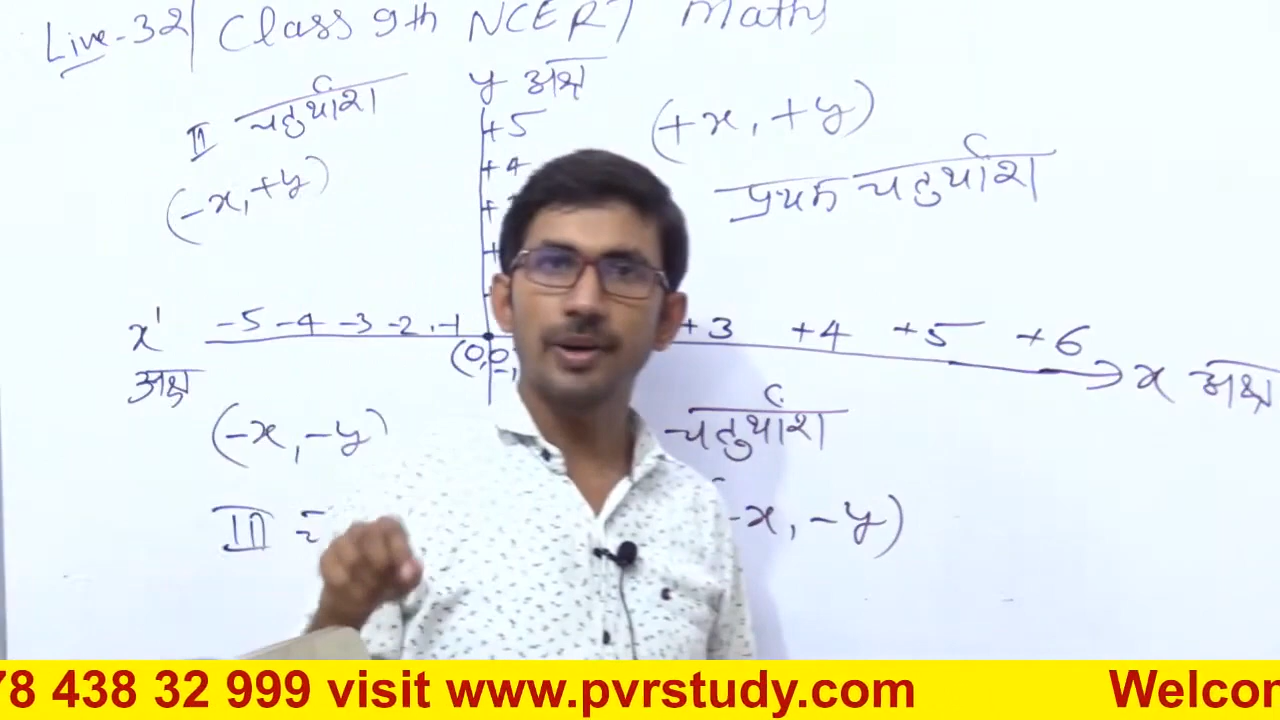 Live-32 Class 9th NCERT Maths
y अक्ष
II चतुर्थांश
(-x, +y)
(+x, +y)
प्रथम चतुर्थांश
+5
+4
x' -5 -4 -3 -2 -1 +3 +4 +5 +6
अक्ष
(0,0)
x अक्ष
(-x, -y)
चतुर्थांश
III
-x, -y)
78 438 32 999 visit www.pvrstudy.com Welcom